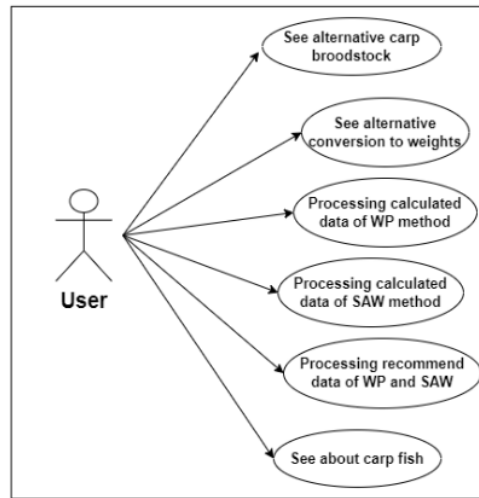 See alternative carp
broodstock
See alternative
conversion to weights
Processing calculated
data of WP method
User
Processing calculated
data of SAW method
Processing recommend
data of WP and SAW
See about carp fish